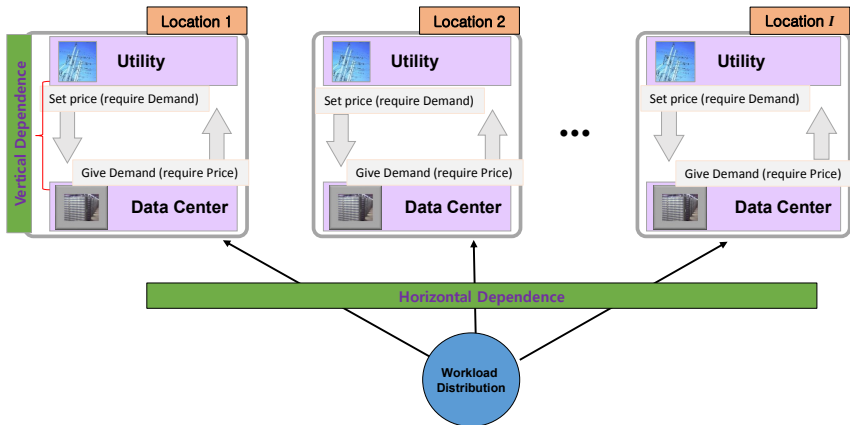 Location 1
Utility
Set price (require Demand)
Give Demand (require Price)
Data Center
Vertical Dependence
Location 2
Utility
Set price (require Demand)
Give Demand (require Price)
Data Center
•••
Location I
Utility
Set price (require Demand)
Give Demand (require Price)
Data Center
Horizontal Dependence
Workload
Distribution